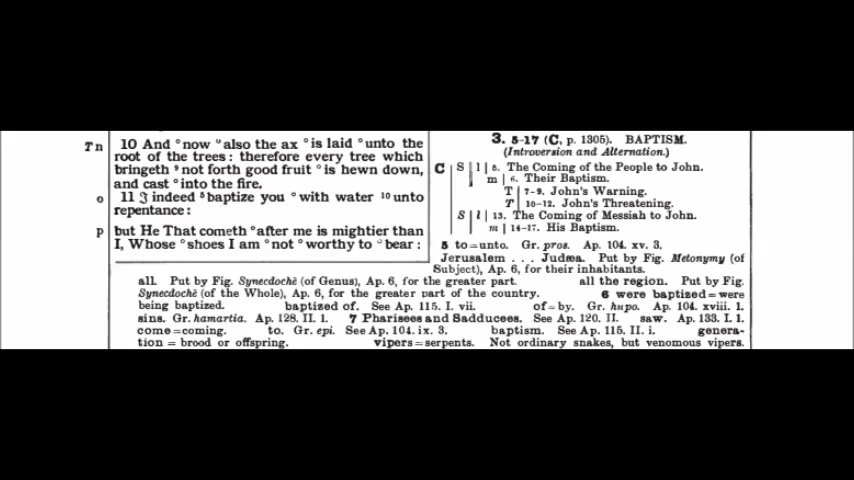 Tn 10 And °now °also the ax °is laid °unto the
root of the trees: therefore every tree which
bringeth ⁹not forth good fruit °is hewn down,
and cast °into the fire.
o 11 I indeed ⁵baptize you °with water ¹⁰unto
repentance:
p but He That cometh °after me is mightier than
I, Whose °shoes I am °not °worthy to °bear:
3. 5-17 (C, p. 1305). BAPTISM.
(Introversion and Alternation.)
C | S | l | 5. The Coming of the People to John.
m | 6. Their Baptism.
T | 7-9. John's Warning.
T | 10-12. John's Threatening.
S | l | 13. The Coming of Messiah to John.
m | 14-17. His Baptism.
5 to=unto. Gr. pros. Ap. 104. xv. 3.
Jerusalem . . . Judæa. Put by Fig. Metonymy (of
Subject), Ap. 6, for their inhabitants.
all. Put by Fig. Synecdochē (of Genus), Ap. 6, for the greater part. all the region. Put by Fig.
Synecdochē (of the Whole), Ap. 6, for the greater part of the country. 6 were baptized=were
being baptized. baptized of. See Ap. 115. I. vii. of=by. Gr. hupo. Ap. 104. xviii. 1.
sins. Gr. hamartia. Ap. 128. II. 1. 7 Pharisees and Sadducees. See Ap. 120. II. saw. Ap. 133. I. 1.
come=coming. to. Gr. epi. See Ap. 104. ix. 3. baptism. See Ap. 115. II. i. genera-
tion = brood or offspring. vipers=serpents. Not ordinary snakes, but venomous vipers.